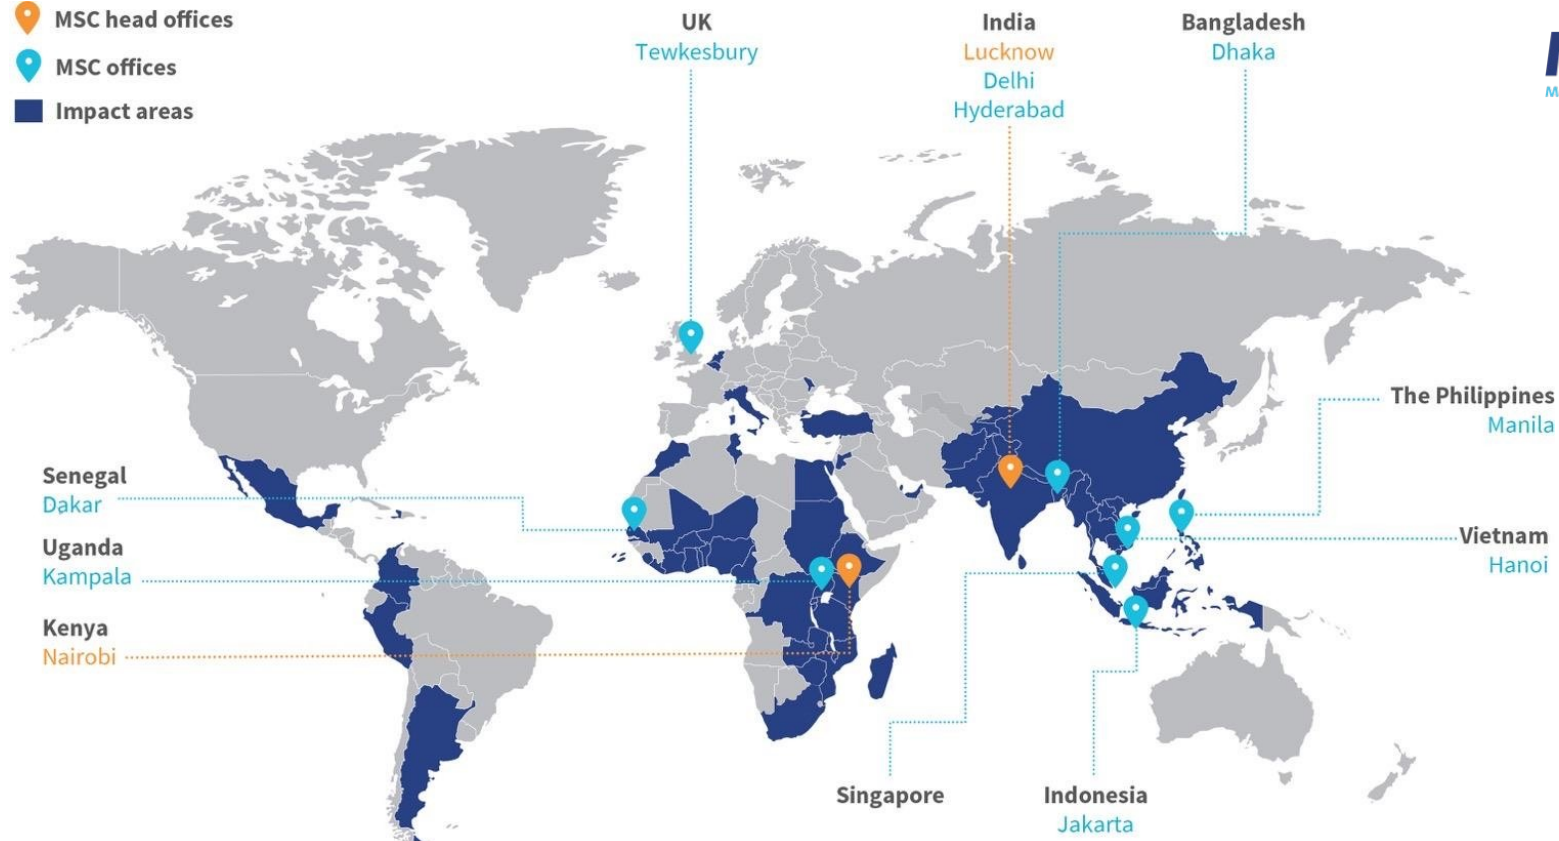 MSC head offices
MSC offices
Impact areas
UK
Tewkesbury
India
Lucknow
Delhi
Hyderabad
Bangladesh
Dhaka
The Philippines
Manila
Senegal
Dakar
Uganda
Kampala
Kenya
Nairobi
Vietnam
Hanoi
Singapore
Indonesia
Jakarta